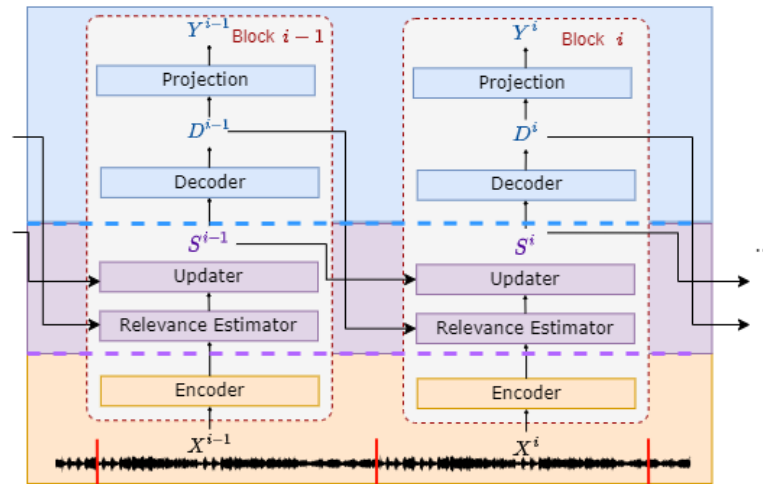 Y^{i-1} Block i − 1
Projection
D^{i-1}
Decoder
S^{i-1}
Updater
Relevance Estimator
Encoder
X^{i-1}
Y^{i} Block i
Projection
D^{i}
Decoder
S^{i}
Updater
Relevance Estimator
Encoder
X^{i}
..